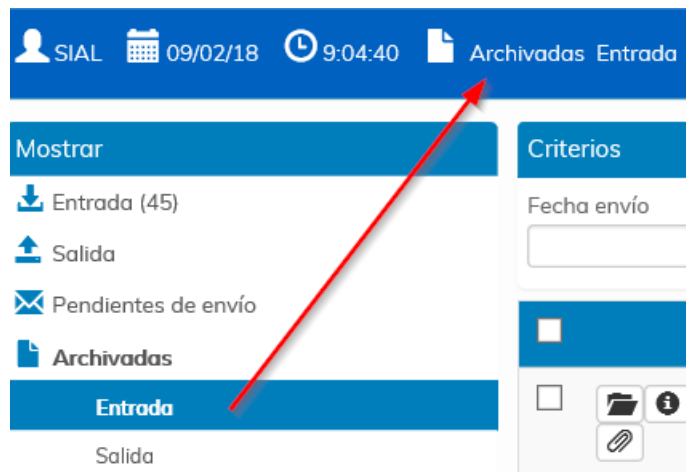 SIAL 09/02/18 9:04:40 Archivadas Entrada
Mostrar
Entrada (45)
Salida
Pendientes de envío
Archivadas
Entrada
Salida
Criterios
Fecha envío